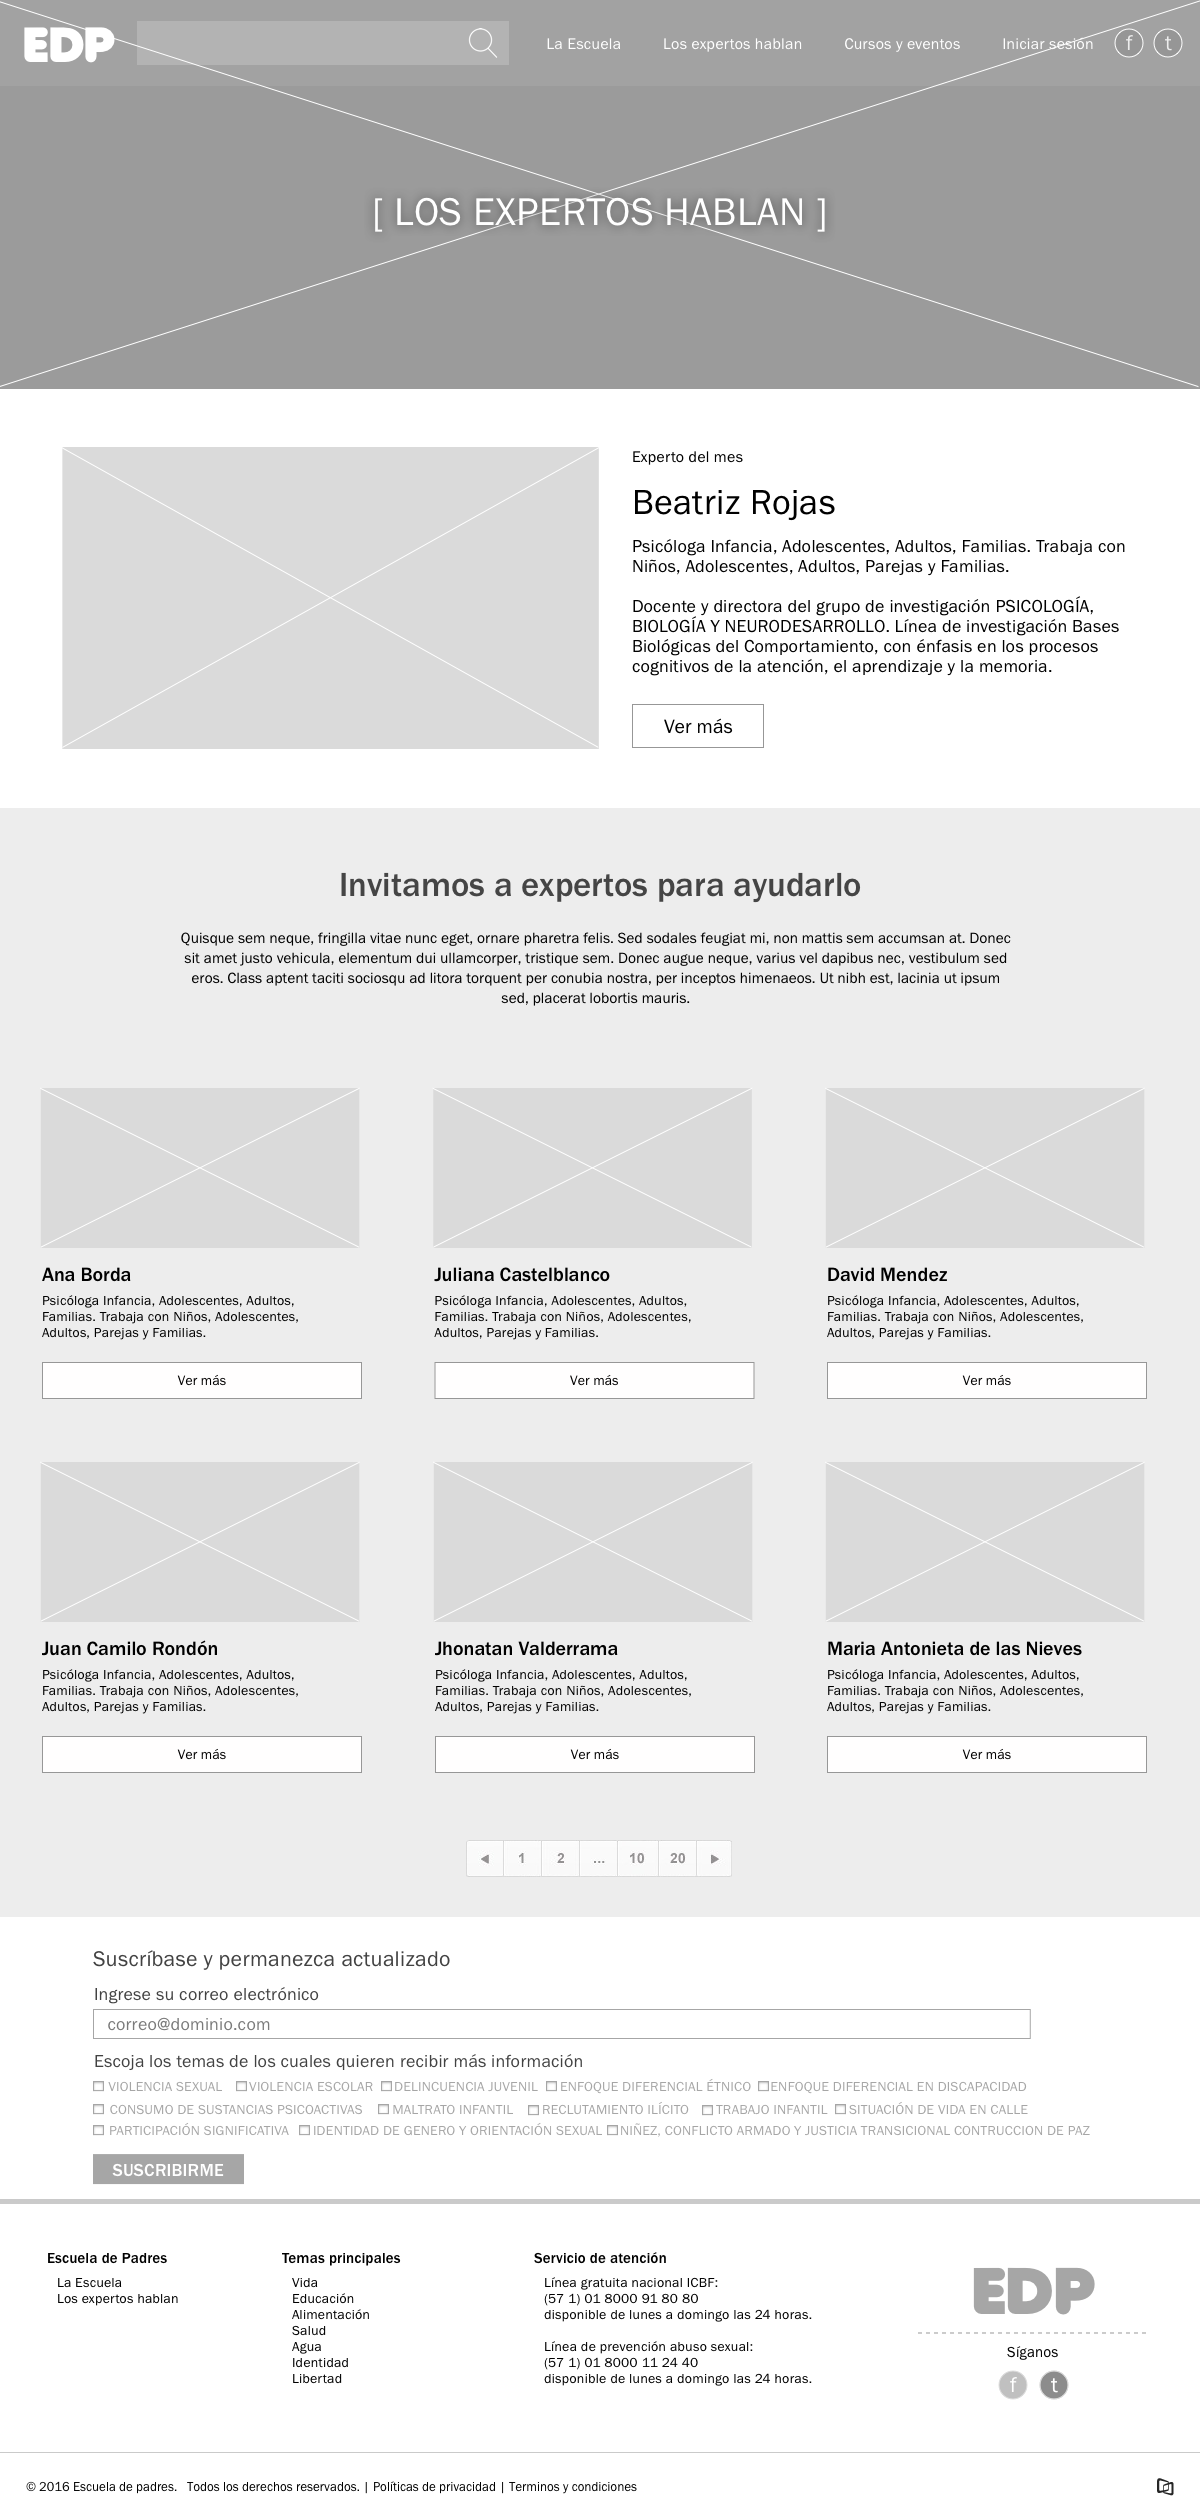 EDP
La Escuela
Los expertos hablan
Cursos y eventos
Iniciar sesión
f
t
[ LOS EXPERTOS HABLAN ]
Experto del mes
Beatriz Rojas
Psicóloga Infancia, Adolescentes, Adultos, Familias. Trabaja con
Niños, Adolescentes, Adultos, Parejas y Familias.
Docente y directora del grupo de investigación PSICOLOGÍA,
BIOLOGÍA Y NEURODESARROLLO. Línea de investigación Bases
Biológicas del Comportamiento, con énfasis en los procesos
cognitivos de la atención, el aprendizaje y la memoria.
Ver más
Invitamos a expertos para ayudarlo
Quisque sem neque, fringilla vitae nunc eget, ornare pharetra felis. Sed sodales feugiat mi, non mattis sem accumsan at. Donec
sit amet justo vehicula, elementum dui ullamcorper, tristique sem. Donec augue neque, varius vel dapibus nec, vestibulum sed
eros. Class aptent taciti sociosqu ad litora torquent per conubia nostra, per inceptos himenaeos. Ut nibh est, lacinia ut ipsum
sed, placerat lobortis mauris.
Ana Borda
Psicóloga Infancia, Adolescentes, Adultos,
Familias. Trabaja con Niños, Adolescentes,
Adultos, Parejas y Familias.
Ver más
Juliana Castelblanco
Psicóloga Infancia, Adolescentes, Adultos,
Familias. Trabaja con Niños, Adolescentes,
Adultos, Parejas y Familias.
Ver más
David Mendez
Psicóloga Infancia, Adolescentes, Adultos,
Familias. Trabaja con Niños, Adolescentes,
Adultos, Parejas y Familias.
Ver más
Juan Camilo Rondón
Psicóloga Infancia, Adolescentes, Adultos,
Familias. Trabaja con Niños, Adolescentes,
Adultos, Parejas y Familias.
Ver más
Jhonatan Valderrama
Psicóloga Infancia, Adolescentes, Adultos,
Familias. Trabaja con Niños, Adolescentes,
Adultos, Parejas y Familias.
Ver más
Maria Antonieta de las Nieves
Psicóloga Infancia, Adolescentes, Adultos,
Familias. Trabaja con Niños, Adolescentes,
Adultos, Parejas y Familias.
Ver más
1 2 ... 10 20
Suscríbase y permanezca actualizado
Ingrese su correo electrónico
correo@dominio.com
Escoja los temas de los cuales quieren recibir más información
VIOLENCIA SEXUAL VIOLENCIA ESCOLAR DELINCUENCIA JUVENIL ENFOQUE DIFERENCIAL ÉTNICO ENFOQUE DIFERENCIAL EN DISCAPACIDAD
CONSUMO DE SUSTANCIAS PSICOACTIVAS MALTRATO INFANTIL RECLUTAMIENTO ILÍCITO TRABAJO INFANTIL SITUACIÓN DE VIDA EN CALLE
PARTICIPACIÓN SIGNIFICATIVA IDENTIDAD DE GENERO Y ORIENTACIÓN SEXUAL NIÑEZ, CONFLICTO ARMADO Y JUSTICIA TRANSICIONAL CONTRUCCION DE PAZ
SUSCRIBIRME
Escuela de Padres
La Escuela
Los expertos hablan
Temas principales
Vida
Educación
Alimentación
Salud
Agua
Identidad
Libertad
Servicio de atención
Línea gratuita nacional ICBF:
(57 1) 01 8000 91 80 80
disponible de lunes a domingo las 24 horas.
Línea de prevención abuso sexual:
(57 1) 01 8000 11 24 40
disponible de lunes a domingo las 24 horas.
EDP
Síganos
f
t
© 2016 Escuela de padres. Todos los derechos reservados. | Políticas de privacidad | Terminos y condiciones